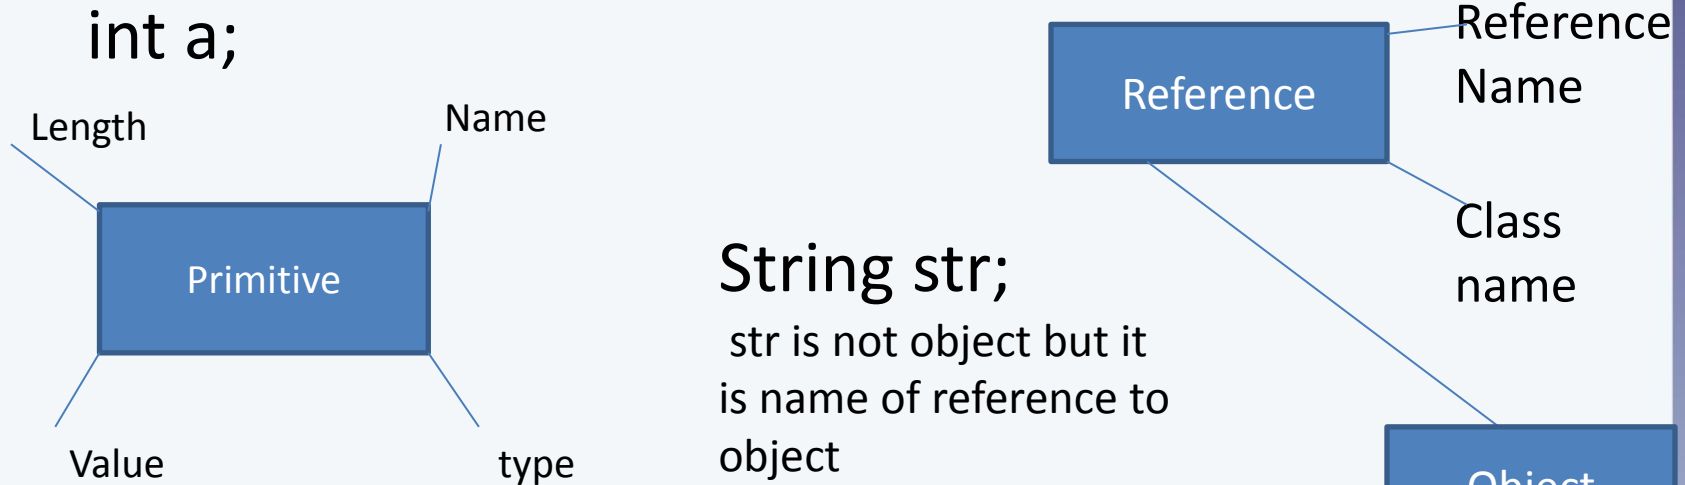 int a;
Length
Name
Primitive
Value
type
String str;
str is not object but it
is name of reference to
object
Reference
Reference
Name
Class
name
Object